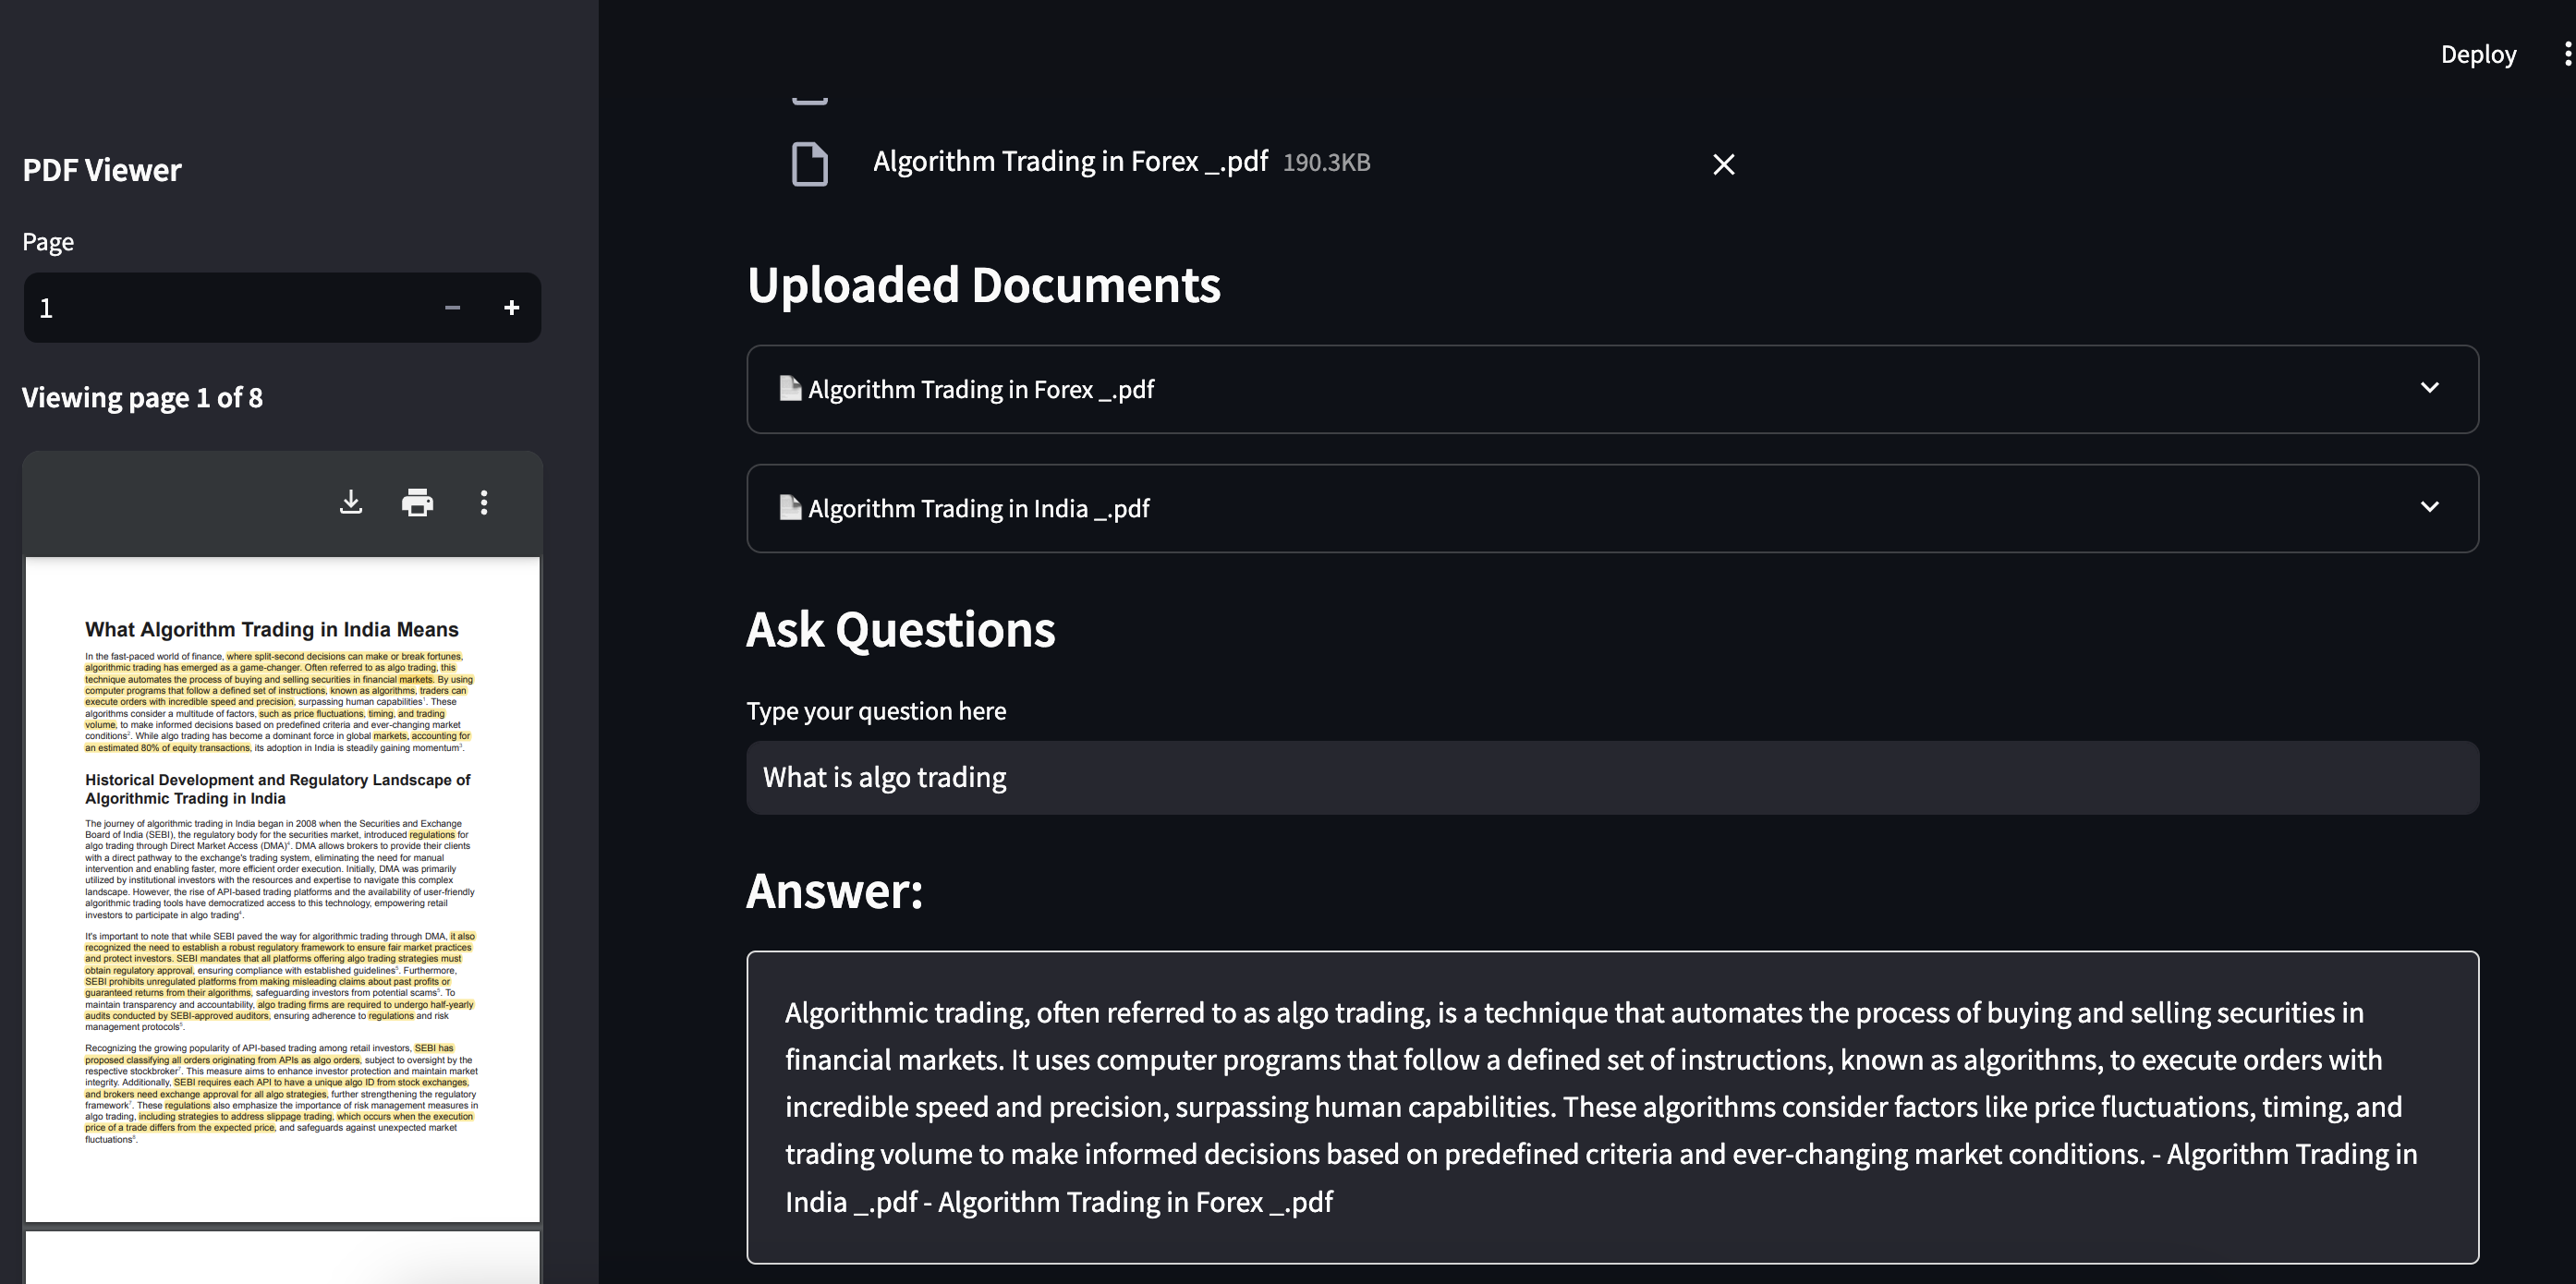 Deploy
PDF Viewer
Page
1
Viewing page 1 of 8
What Algorithm Trading in India Means
In the fast-paced world of finance, where split-second decisions can make or break fortunes,
algorithmic trading has emerged as a game-changer. Often referred to as algo trading, this
technique automates the process of buying and selling securities in financial markets. By using
computer programs that follow a defined set of instructions, known as algorithms, traders can
execute orders with incredible speed and precision, surpassing human capabilities¹. These
algorithms consider a multitude of factors, such as price fluctuations, timing, and trading
volume, to make informed decisions based on predefined criteria and ever-changing market
conditions². While algo trading has become a dominant force in global markets, accounting for
an estimated 80% of equity transactions, its adoption in India is steadily gaining momentum³.
Historical Development and Regulatory Landscape of
Algorithmic Trading in India
The journey of algorithmic trading in India began in 2008 when the Securities and Exchange
Board of India (SEBI), the regulatory body for the securities market, introduced regulations for
algo trading through Direct Market Access (DMA)⁴. DMA allows brokers to provide their clients
with a direct pathway to the exchange's trading system, eliminating the need for manual
intervention and enabling faster, more efficient order execution. Initially, DMA was primarily
utilized by institutional investors with the resources and expertise to navigate this complex
landscape. However, the rise of API-based trading platforms and the availability of user-friendly
algorithmic trading tools have democratized access to this technology, empowering retail
investors to participate in algo trading⁴.
It's important to note that while SEBI paved the way for algorithmic trading through DMA, it also
recognized the need to establish a robust regulatory framework to ensure fair market practices
and protect investors. SEBI mandates that all platforms offering algo trading strategies must
obtain regulatory approval, ensuring compliance with established guidelines⁵. Furthermore,
SEBI prohibits unregulated platforms from making misleading claims about past profits or
guaranteed returns from their algorithms, safeguarding investors from potential scams⁵. To
maintain transparency and accountability, algo trading firms are required to undergo half-yearly
audits conducted by SEBI-approved auditors, ensuring adherence to regulations and risk
management protocols⁵.
Recognizing the growing popularity of API-based trading among retail investors, SEBI has
proposed classifying all orders originating from APIs as algo orders, subject to oversight by the
respective stockbroker⁷. This measure aims to enhance investor protection and maintain market
integrity. Additionally, SEBI requires each API to have a unique algo ID from stock exchanges,
and brokers need exchange approval for all algo strategies, further strengthening the regulatory
framework⁷. These regulations also emphasize the importance of risk management measures in
algo trading, including strategies to address slippage trading, which occurs when the execution
price of a trade differs from the expected price, and safeguards against unexpected market
fluctuations⁸.
Algorithm Trading in Forex _.pdf 190.3KB
Uploaded Documents
Algorithm Trading in Forex _.pdf
Algorithm Trading in India _.pdf
Ask Questions
Type your question here
What is algo trading
Answer:
Algorithmic trading, often referred to as algo trading, is a technique that automates the process of buying and selling securities in
financial markets. It uses computer programs that follow a defined set of instructions, known as algorithms, to execute orders with
incredible speed and precision, surpassing human capabilities. These algorithms consider factors like price fluctuations, timing, and
trading volume to make informed decisions based on predefined criteria and ever-changing market conditions. - Algorithm Trading in
India _.pdf - Algorithm Trading in Forex _.pdf